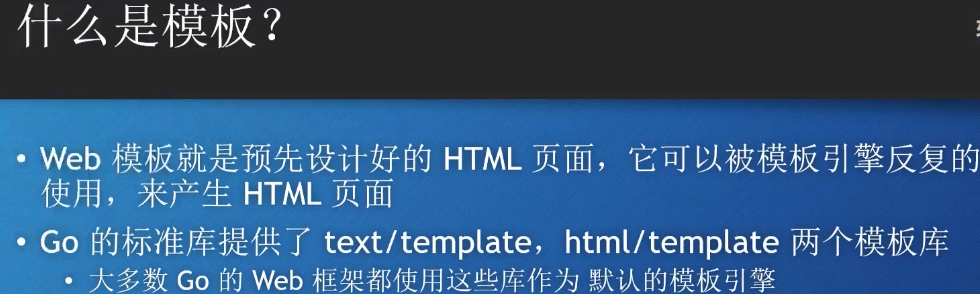 什么是模板?
• Web 模板就是预先设计好的 HTML 页面，它可以被模板引擎反复的
使用，来产生 HTML 页面
• Go 的标准库提供了 text/template，html/template 两个模板库
• 大多数 Go 的 Web 框架都使用这些库作为 默认的模板引擎